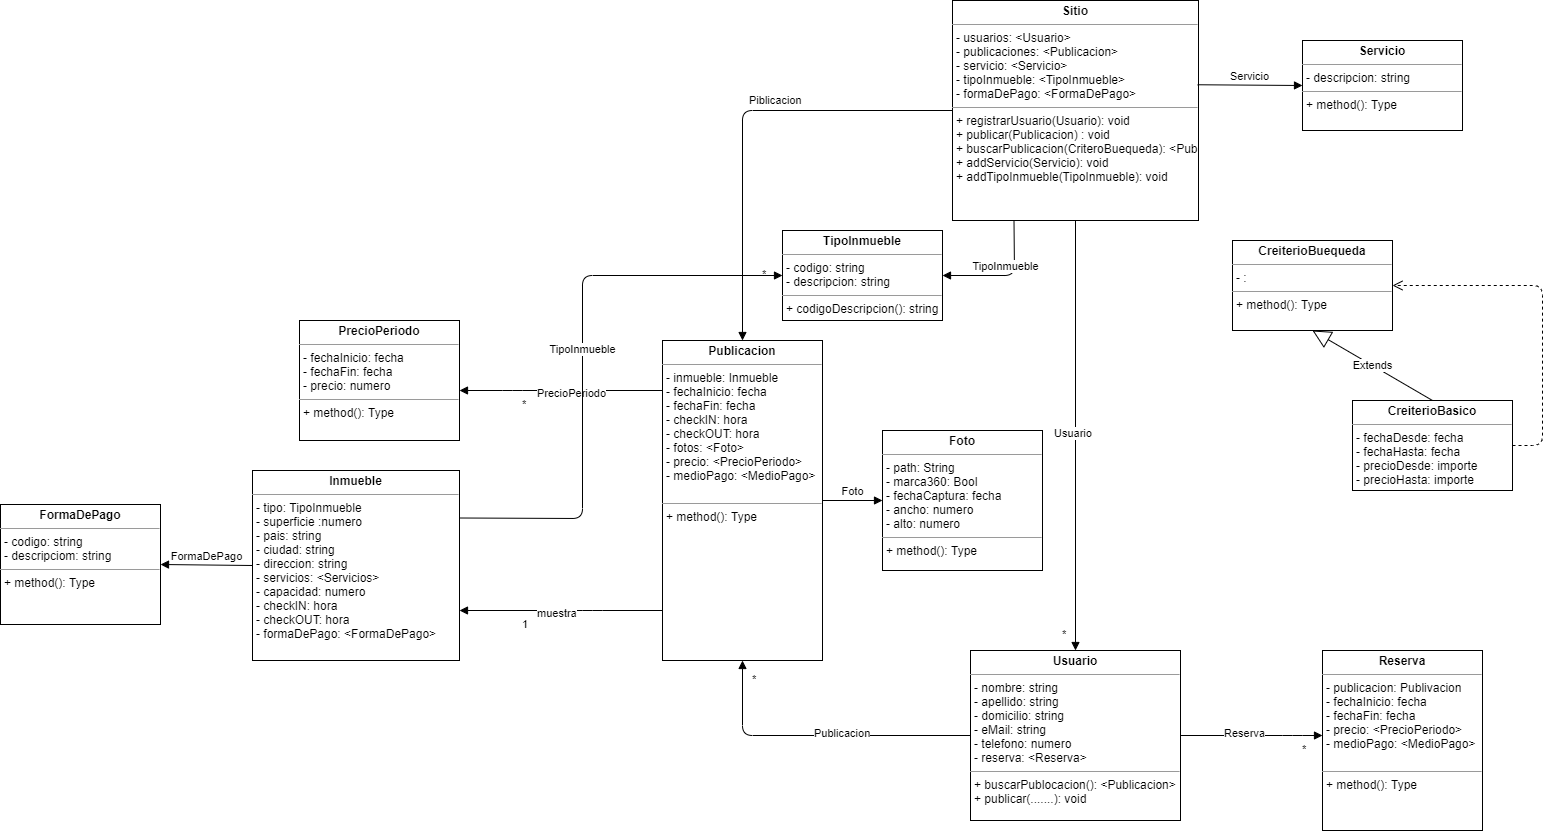 Sitio
- usuarios: <Usuario>
- publicaciones: <Publicacion>
- servicio: <Servicio>
- tipoInmueble: <TipoInmueble>
- formaDePago: <FormaDePago>
+ registrarUsuario(Usuario): void
+ publicar(Publicacion) : void
+ buscarPublicacion(CriteroBuequeda): <Pub
+ addServicio(Servicio): void
+ addTipoInmueble(TipoInmueble): void
Servicio
Servicio
- descripcion: string
+ method(): Type
Piblicacion
TipoInmueble
- codigo: string
- descripcion: string
+ codigoDescripcion(): string
*
TipoInmueble
CreiterioBuequeda
- :
+ method(): Type
Extends
CreiterioBasico
- fechaDesde: fecha
- fechaHasta: fecha
- precioDesde: importe
- precioHasta: importe
PrecioPeriodo
- fechaInicio: fecha
- fechaFin: fecha
- precio: numero
+ method(): Type
TipoInmueble
PrecioPeriodo
*
Publicacion
- inmueble: Inmueble
- fechaInicio: fecha
- fechaFin: fecha
- checkIN: hora
- checkOUT: hora
- fotos: <Foto>
- precio: <PrecioPeriodo>
- medioPago: <MedioPago>
+ method(): Type
Foto
Foto
- path: String
- marca360: Bool
- fechaCaptura: fecha
- ancho: numero
- alto: numero
+ method(): Type
Usuario
*
Inmueble
- tipo: TipoInmueble
- superficie :numero
- pais: string
- ciudad: string
- direccion: string
- servicios: <Servicios>
- capacidad: numero
- checkIN: hora
- checkOUT: hora
- formaDePago: <FormaDePago>
FormaDePago
FormaDePago
- codigo: string
- descripciom: string
+ method(): Type
muestra
1
*
Publicacion
Usuario
- nombre: string
- apellido: string
- domicilio: string
- eMail: string
- telefono: numero
- reserva: <Reserva>
+ buscarPublocacion(): <Publicacion>
+ publicar(.......): void
Reserva
*
Reserva
- publicacion: Publivacion
- fechaInicio: fecha
- fechaFin: fecha
- precio: <PrecioPeriodo>
- medioPago: <MedioPago>
+ method(): Type